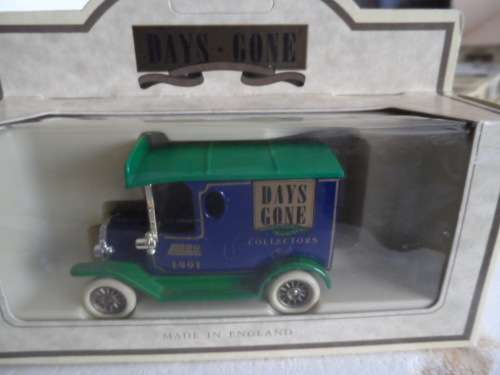 DAYS · GONE
DAYS
GONE
COLLECTORS
1991
MADE IN ENGLAND